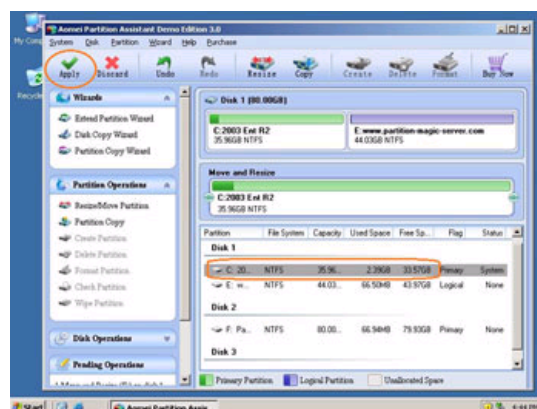 Aomei Partition Assistant Demo Edition 3.0
My Comp
System Disk Partition Wizard Help Purchase
Apply Discard Undo Redo Resize Copy Create Delete Format Buy Now
Recycle
Wizards
Extend Partition Wizard
Disk Copy Wizard
Partition Copy Wizard
Disk 1 (80.00GB)
C:2003 Ent R2
35.96GB NTFS
E:www.partition-magic-server.com
44.03GB NTFS
Move and Resize
C:2003 Ent R2
35.96GB NTFS
Partition Operations
Resize/Move Partition
Partition Copy
Create Partition
Delete Partition
Format Partition
Check Partition
Wipe Partition
Partition File System Capacity Used Space Free Sp... Flag Status
Disk 1
C: 20... NTFS 35.96... 2.39GB 33.57GB Primary System
E: w... NTFS 44.03... 66.50MB 43.97GB Logical None
Disk 2
F: Pa... NTFS 80.00... 66.94MB 79.93GB Primary None
Disk 3
Disk Operations
Pending Operations
Primary Partition Logical Partition Unallocated Space
Start
Aomei Partition Assis...